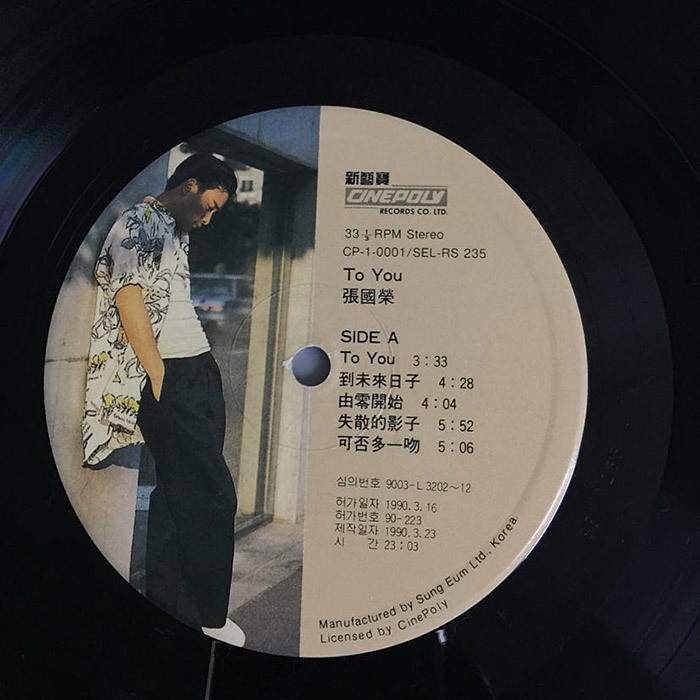 新藝寶
CINEPOLY
RECORDS CO. LTD.
33⅓ RPM Stereo
CP-1-0001/SEL-RS 235
To You
張國榮
SIDE A
To You 3:33
到未來日子 4:28
由零開始 4:04
失散的影子 5:52
可否多一吻 5:06
심의번호 9003-L 3202~12
허가일자 1990.3.16
허가번호 90-223
제작일자 1990.3.23
시 간 23:03
Manufactured by Sung Eum Ltd., Korea.
Licensed by CinePoly